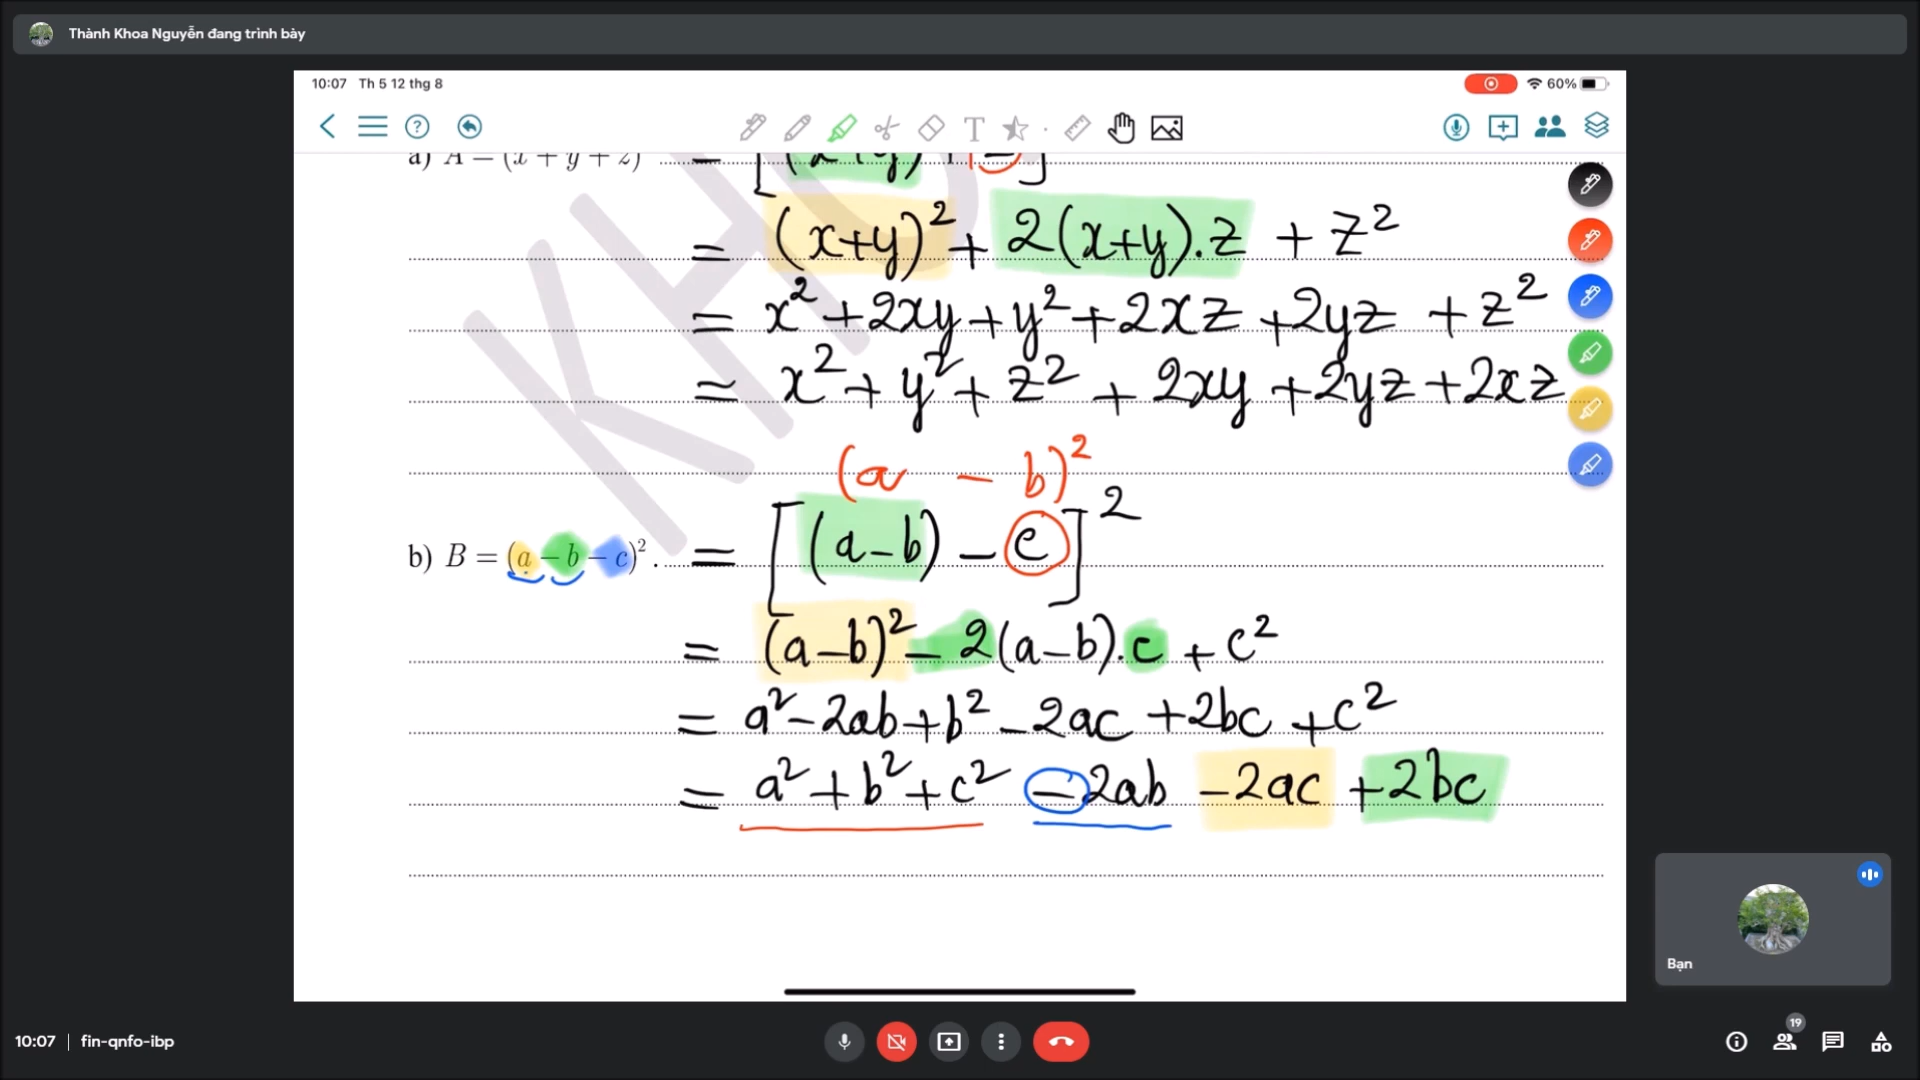 Thành Khoa Nguyễn đang trình bày
10:07 Th 5 12 thg 8
60%
a) A = (x + y + z) = [(x+y) + z]
= (x+y)² + 2(x+y).z + z²
= x² + 2xy + y² + 2xz + 2yz + z²
= x² + y² + z² + 2xy + 2yz + 2xz
(a - b)²
b) B = (a - b - c)². = [(a-b) - c]²
= (a-b)² - 2(a-b).c + c²
= a² - 2ab + b² - 2ac + 2bc + c²
= a² + b² + c² - 2ab - 2ac + 2bc
KH
Bạn
10:07 | fin-qnfo-ibp
19